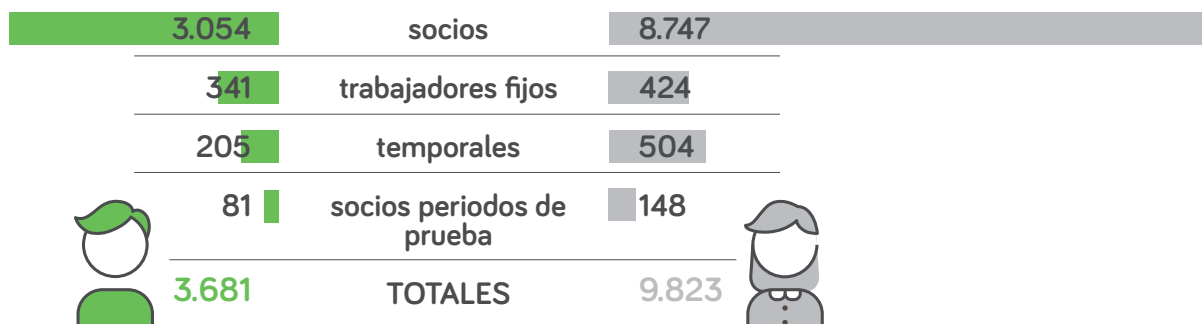 3.054 socios 8.747
341 trabajadores fijos 424
205 temporales 504
81 socios periodos de 148
prueba
3.681 TOTALES 9.823